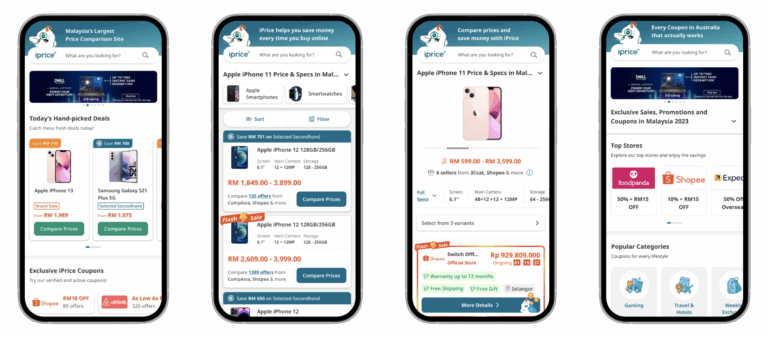 Malaysia's Largest
Price Comparison Site
iprice
What are you looking for?
DELL
Today's Hand-picked Deals
Catch these fresh deals today!
Apple iPhone 13
Brand New
from RM 1,989
Compare Prices
Save RM 700
Samsung Galaxy S21
Plus 5G
Selected Secondhand
from RM 1,075
Compare Prices
Exclusive iPrice Coupons
Try our verified and active coupons!
Shopee
RM18 OFF
89 offers
airbnb
As Low As
320 offers
iPrice helps you save money
every time you buy online
iprice
What are you looking for?
Apple iPhone 11 Price & Specs in Mal...
Apple
Smartphones
Smartwatches
Sort
Filter
Save RM 701 on Selected Secondhand
Apple iPhone 12 128GB/256GB
Screen Main Camera Storage
6.1" 12 + 12MP 128/256GB
RM 1,849.00 - 3,899.00
Compare 125 offers from
CompAsia, Shopee & more
Compare Prices
Flash Sale
Apple iPhone 12 128GB/256GB
Screen Main Camera Storage
6.1" 12 + 12MP 128/256GB
RM 2,609.00 - 3,999.00
Compare 1389 offers from
CompAsia, Shopee & more
Compare Prices
Save RM 650 on Selected Secondhand
Apple iPhone 12
Compare prices and
save money with iPrice
iprice
What are you looking for?
Apple iPhone 11 Price & Specs in Mal...
RM 599.00 - RM 3,599.00
6 sellers from 3Ccat, Shopee & more
Full
Specs
Screen
6.1"
Main Camera
48+12 +12 + 12MP
Storage
64 - 256
Select from 3 variants
Flash Sale
Shopee
Switch Offi...
Official Store
Rp 929.809.000
Ongoing
Warranty up to 12 months
Free Shipping
Free Gift
Selangor
More Details
Every Coupon in Australia
that actually works
iprice
What are you looking for?
DELL
Exclusive Sales, Promotions and
Coupons in Malaysia 2023
Top Stores
Explore our top stores and enjoy the savings
foodpanda
50% + RM15
OFF
Shopee
10% + RM15
OFF
Exped
50% Off
Oversea
Popular Categories
Coupons for every lifestyle
Gaming
Travel &
Hotels
Weekl
Exclus